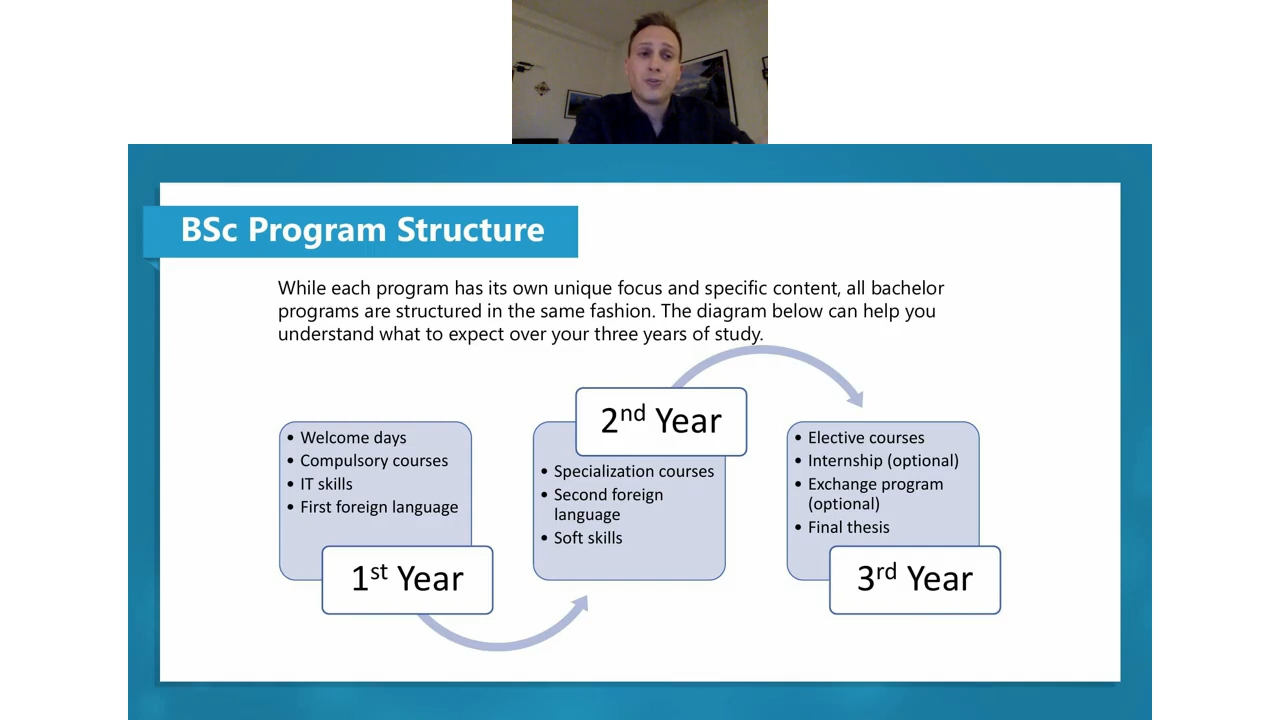 BSc Program Structure
While each program has its own unique focus and specific content, all bachelor
programs are structured in the same fashion. The diagram below can help you
understand what to expect over your three years of study.
• Welcome days
• Compulsory courses
• IT skills
• First foreign language
1st Year
2nd Year
• Specialization courses
• Second foreign
language
• Soft skills
• Elective courses
• Internship (optional)
• Exchange program
(optional)
• Final thesis
3rd Year